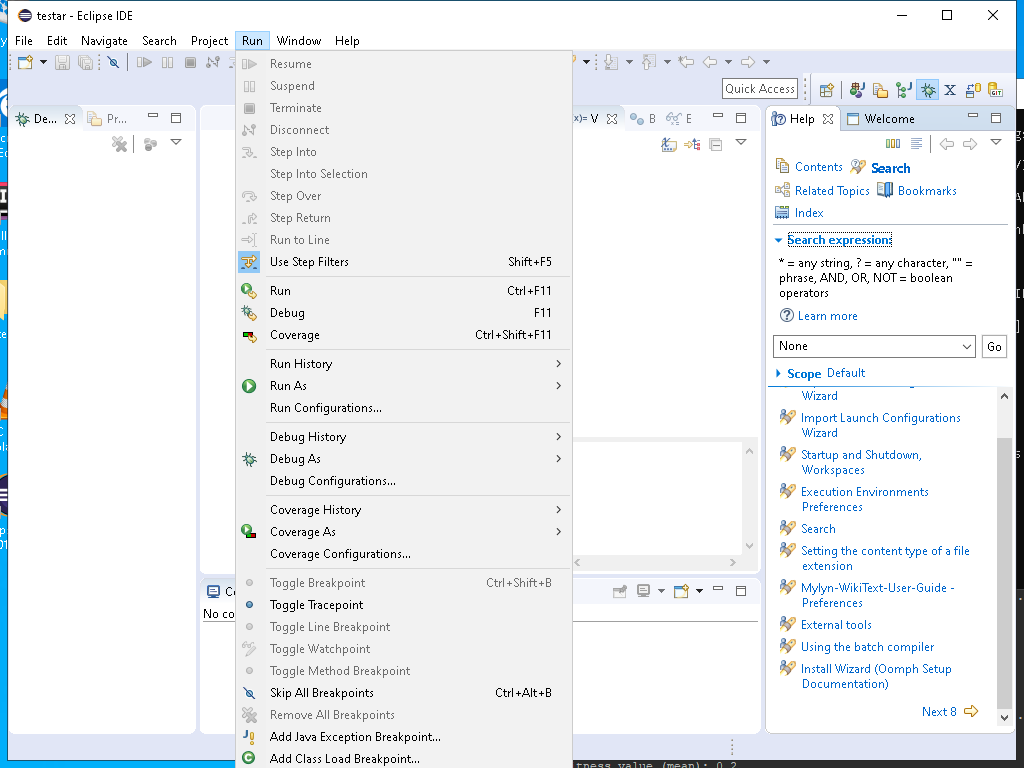 testar - Eclipse IDE
File Edit Navigate Search Project Run Window Help
Quick Access
De...
Pr...
Resume
Suspend
Terminate
Disconnect
Step Into
Step Into Selection
Step Over
Step Return
Run to Line
Use Step Filters Shift+F5
Run Ctrl+F11
Debug F11
Coverage Ctrl+Shift+F11
Run History
Run As
Run Configurations...
Debug History
Debug As
Debug Configurations...
Coverage History
Coverage As
Coverage Configurations...
Toggle Breakpoint Ctrl+Shift+B
Toggle Tracepoint
Toggle Line Breakpoint
Toggle Watchpoint
Toggle Method Breakpoint
Skip All Breakpoints Ctrl+Alt+B
Remove All Breakpoints
Add Java Exception Breakpoint...
Add Class Load Breakpoint...
x)= V
B
E
No co
Help
Welcome
Contents Search
Related Topics Bookmarks
Index
Search expression:
* = any string, ? = any character, "" =
phrase, AND, OR, NOT = boolean
operators
Learn more
None Go
Scope Default
Wizard
Import Launch Configurations
Wizard
Startup and Shutdown,
Workspaces
Execution Environments
Preferences
Search
Setting the content type of a file
extension
Mylyn-WikiText-User-Guide -
Preferences
External tools
Using the batch compiler
Install Wizard (Oomph Setup
Documentation)
Next 8
tness value (mean): 0.2